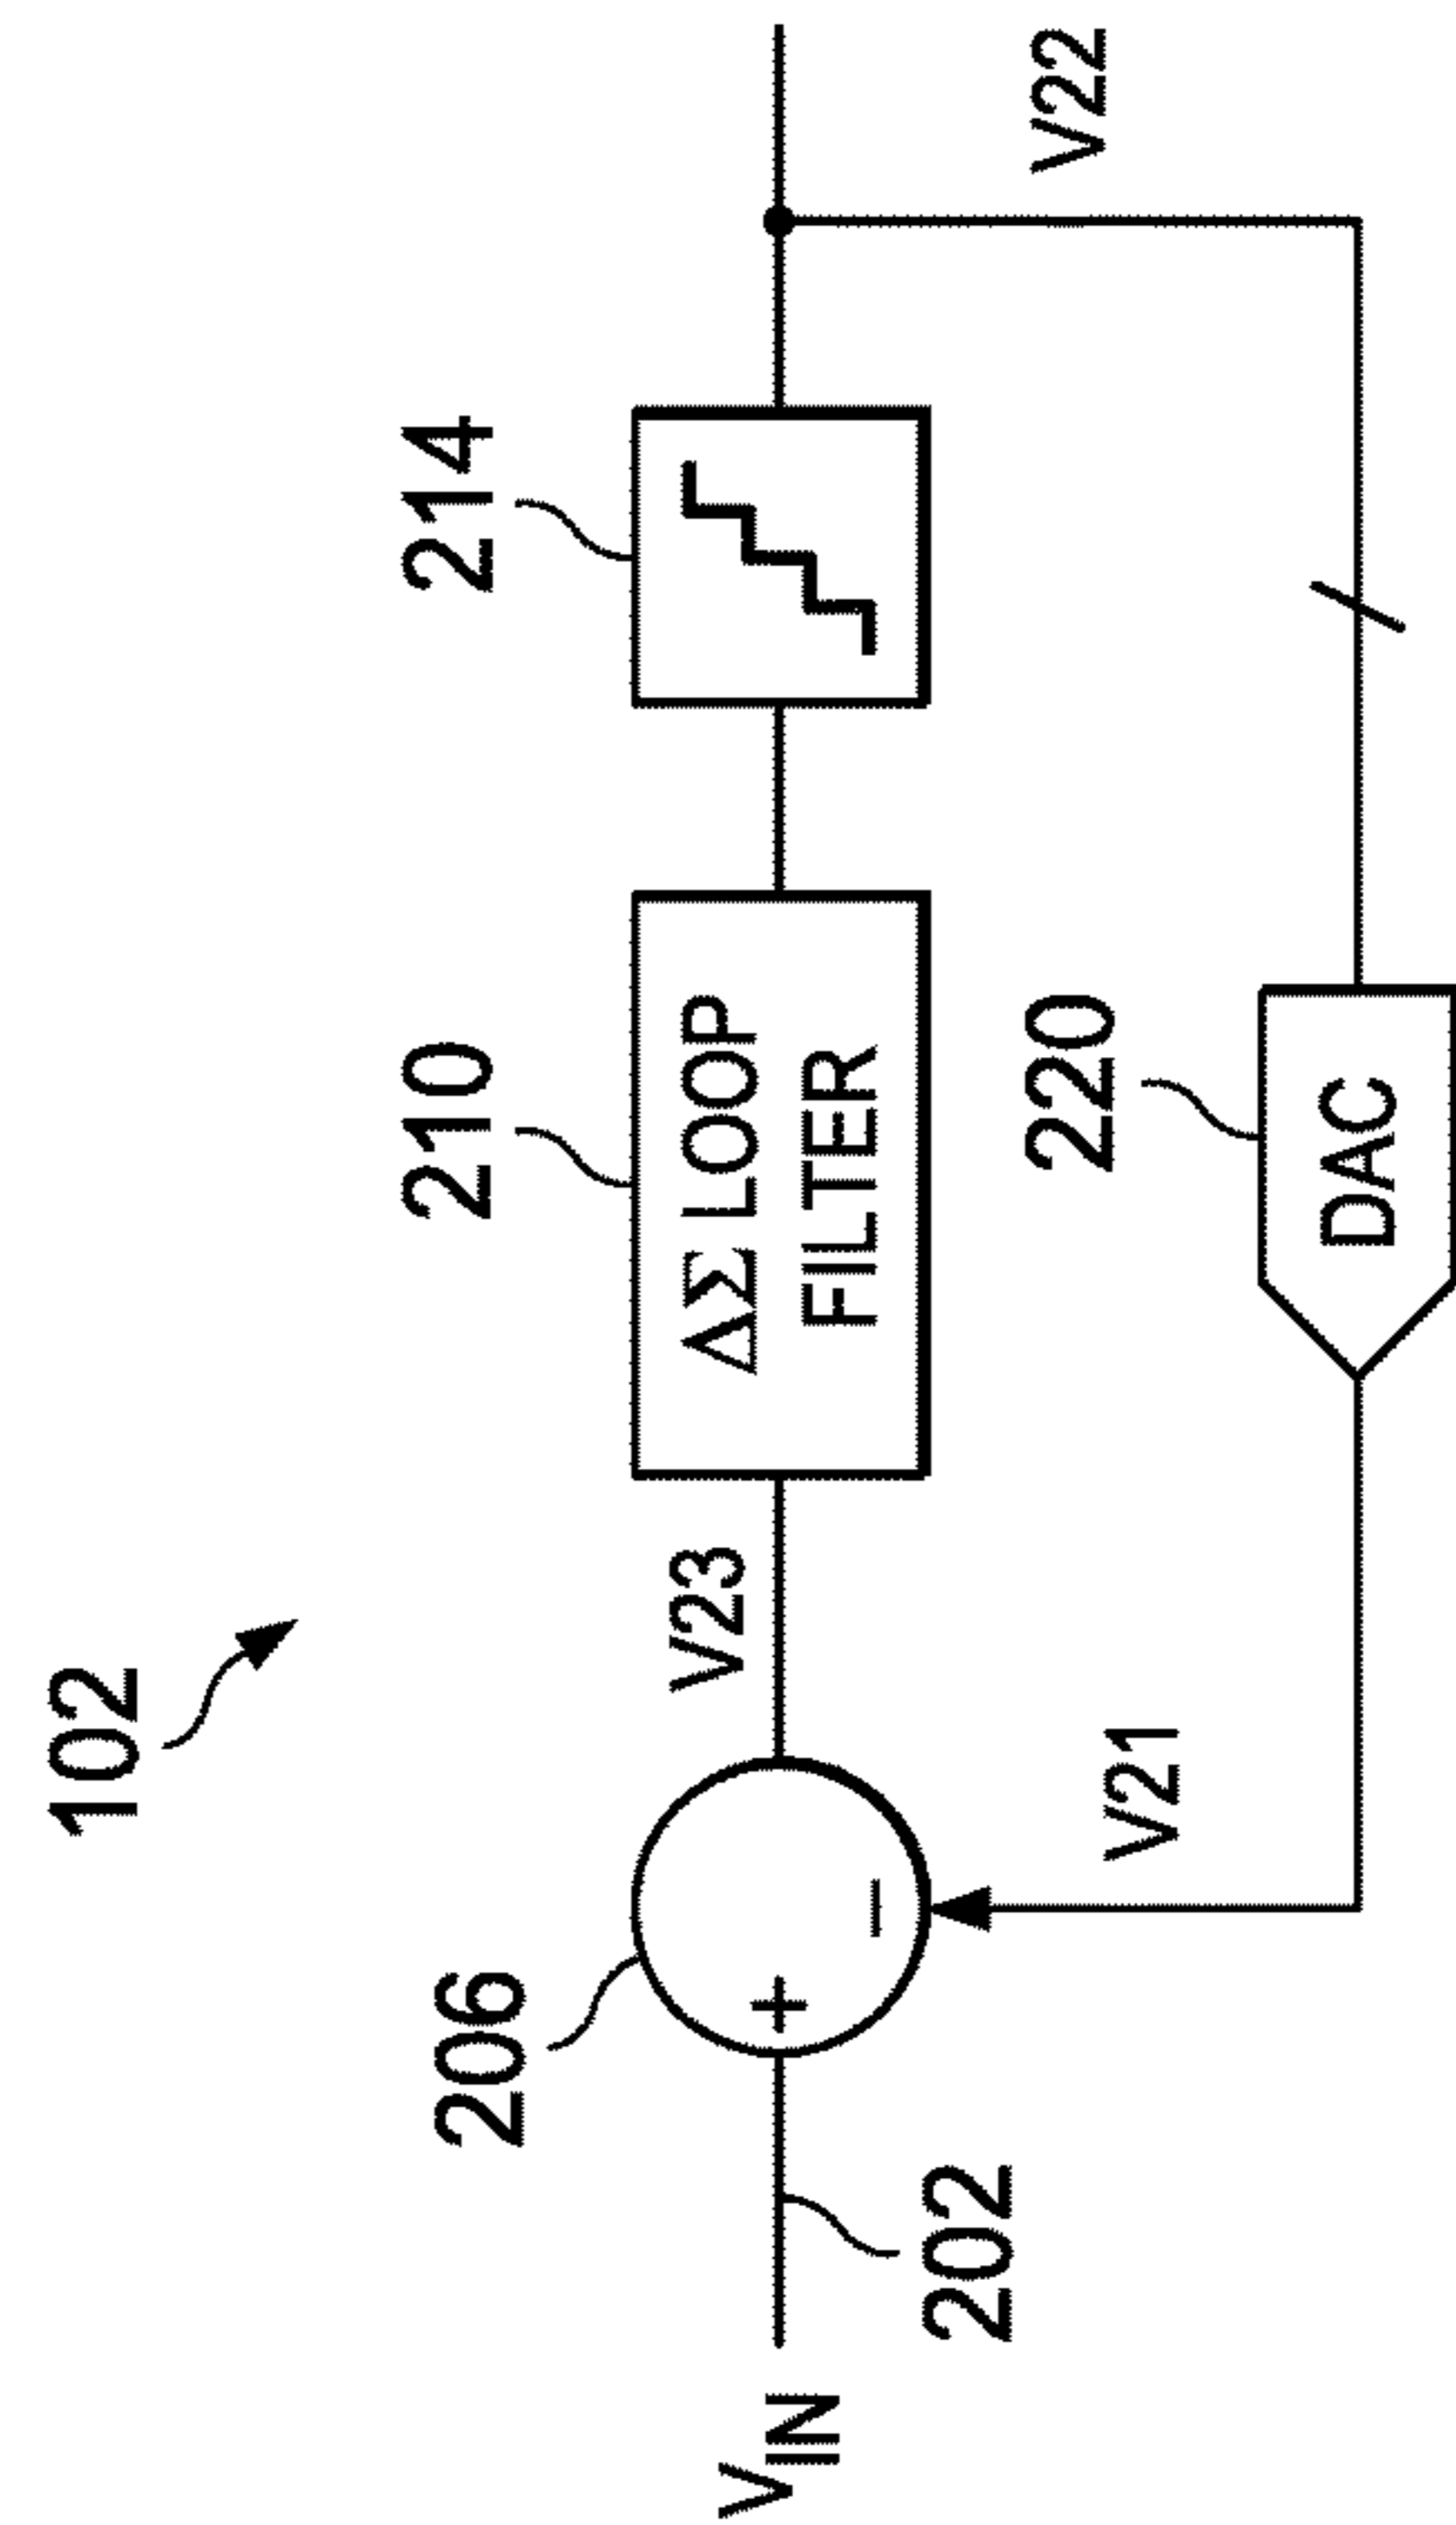 102
206
210
214
V_IN
202
V23
ΔΣ LOOP
FILTER
+
−
V21
220
DAC
V22